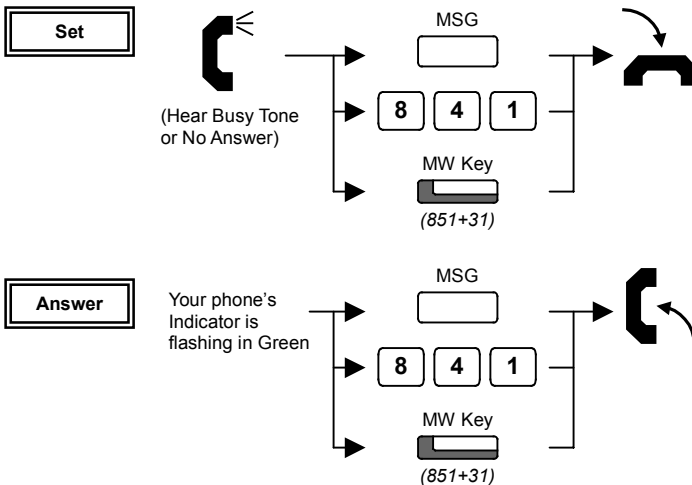 Set
(Hear Busy Tone
or No Answer)
MSG
8 4 1
MW Key
(851+31)
Answer
Your phone's
Indicator is
flashing in Green
MSG
8 4 1
MW Key
(851+31)